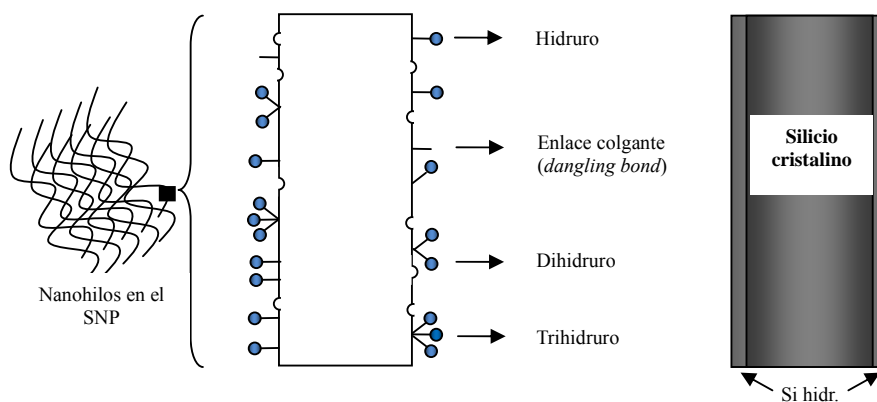 Hidruro
Enlace colgante
(dangling bond)
Dihidruro
Trihidruro
Nanohilos en el
SNP
Silicio
cristalino
Si hidr.